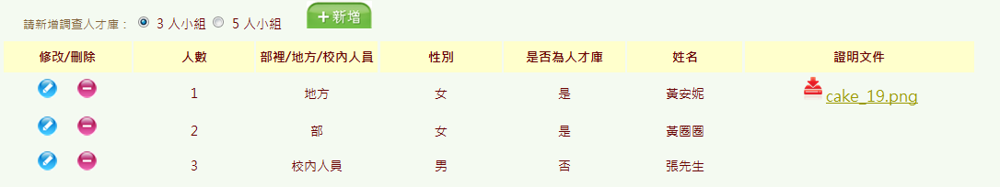 請新增調查人才庫： 3 人小組 5 人小組 +新增
修改/刪除 人數 部裡/地方/校內人員 性別 是否為人才庫 姓名 證明文件
1 地方 女 是 黃安妮 cake_19.png
2 部 女 是 黃圈圈
3 校內人員 男 否 張先生